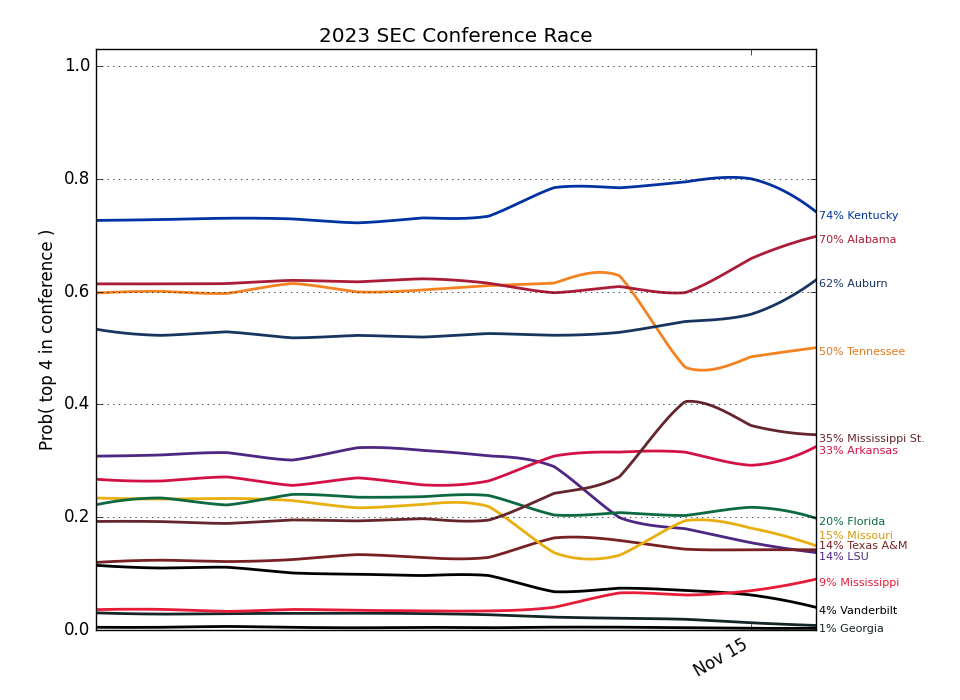 2023 SEC Conference Race
1.0
0.8
0.6
0.4
0.2
0.0
Prob( top 4 in conference )
74% Kentucky
70% Alabama
62% Auburn
50% Tennessee
35% Mississippi St.
33% Arkansas
20% Florida
15% Missouri
14% Texas A&M
14% LSU
9% Mississippi
4% Vanderbilt
1% Georgia
Nov 15